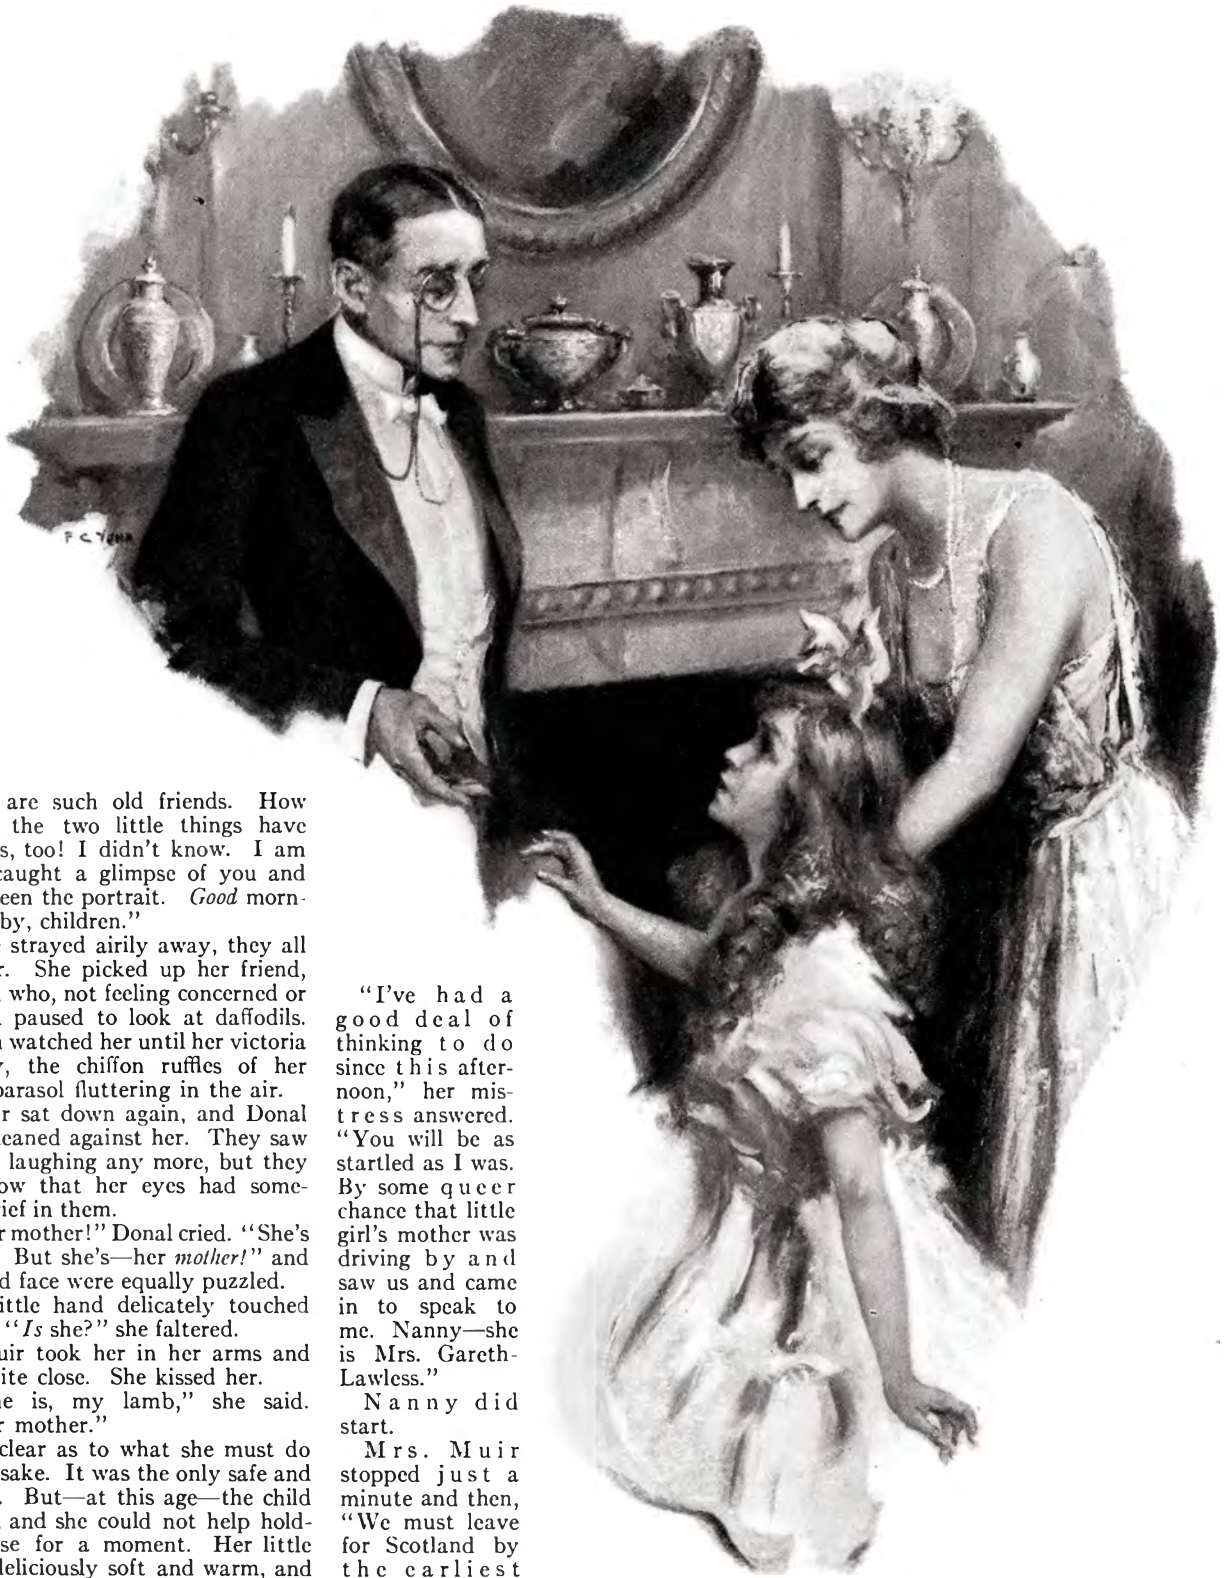 F C YOHN
are such old friends. How
the two little things have
s, too! I didn't know. I am
caught a glimpse of you and
een the portrait. Good morn-
by, children."
strayed airily away, they all
r. She picked up her friend,
who, not feeling concerned or
paused to look at daffodils.
watched her until her victoria
, the chiffon ruffles of her
parasol fluttering in the air.
r sat down again, and Donal
leaned against her. They saw
laughing any more, but they
ow that her eyes had some-
ief in them.
r mother!" Donal cried. "She's
But she's—her mother!" and
d face were equally puzzled.
ittle hand delicately touched
"Is she?" she faltered.
uir took her in her arms and
ite close. She kissed her.
e is, my lamb," she said.
r mother."
clear as to what she must do
sake. It was the only safe and
. But—at this age—the child
and she could not help hold-
se for a moment. Her little
deliciously soft and warm, and
"I've had a
good deal of
thinking to do
since this after-
noon," her mis-
tress answered.
"You will be as
startled as I was.
By some queer
chance that little
girl's mother was
driving by and
saw us and came
in to speak to
me. Nanny—she
is Mrs. Gareth-
Lawless."
Nanny did
start.
Mrs. Muir
stopped just a
minute and then,
"We must leave
for Scotland by
the earliest